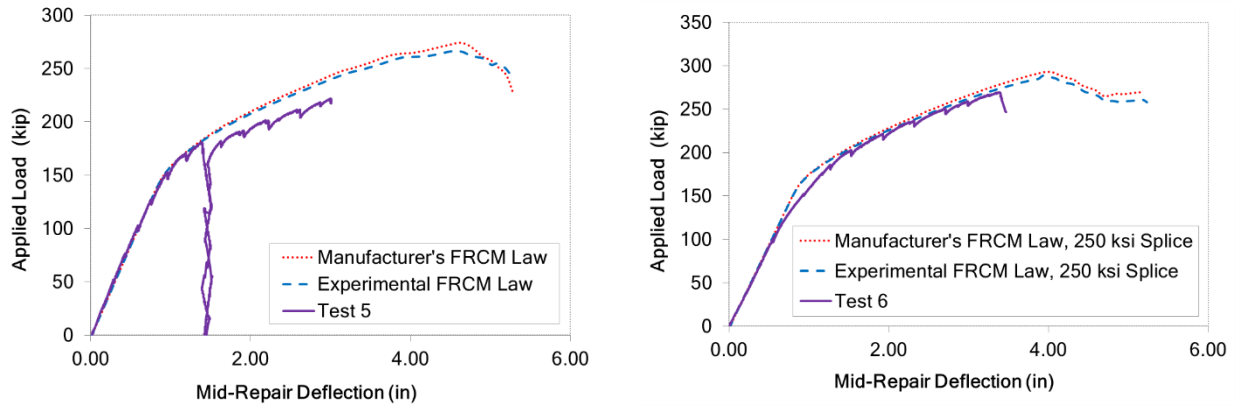 300
250
200
150
100
50
0
Applied Load (kip)
Manufacturer's FRCM Law
Experimental FRCM Law
Test 5
0.00 2.00 4.00 6.00
Mid-Repair Deflection (in)
350
300
250
200
150
100
50
0
Applied Load (kip)
Manufacturer's FRCM Law, 250 ksi Splice
Experimental FRCM Law, 250 ksi Splice
Test 6
0.00 2.00 4.00 6.00
Mid-Repair Deflection (in)